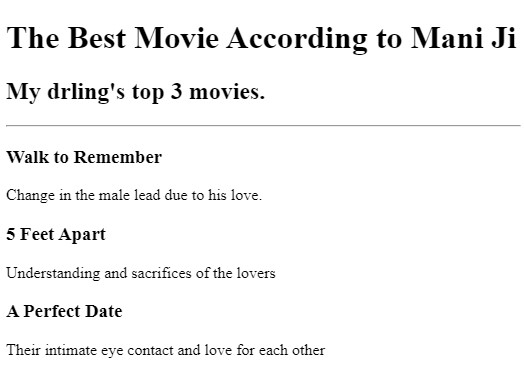 The Best Movie According to Mani Ji
My drling's top 3 movies.
Walk to Remember
Change in the male lead due to his love.
5 Feet Apart
Understanding and sacrifices of the lovers
A Perfect Date
Their intimate eye contact and love for each other